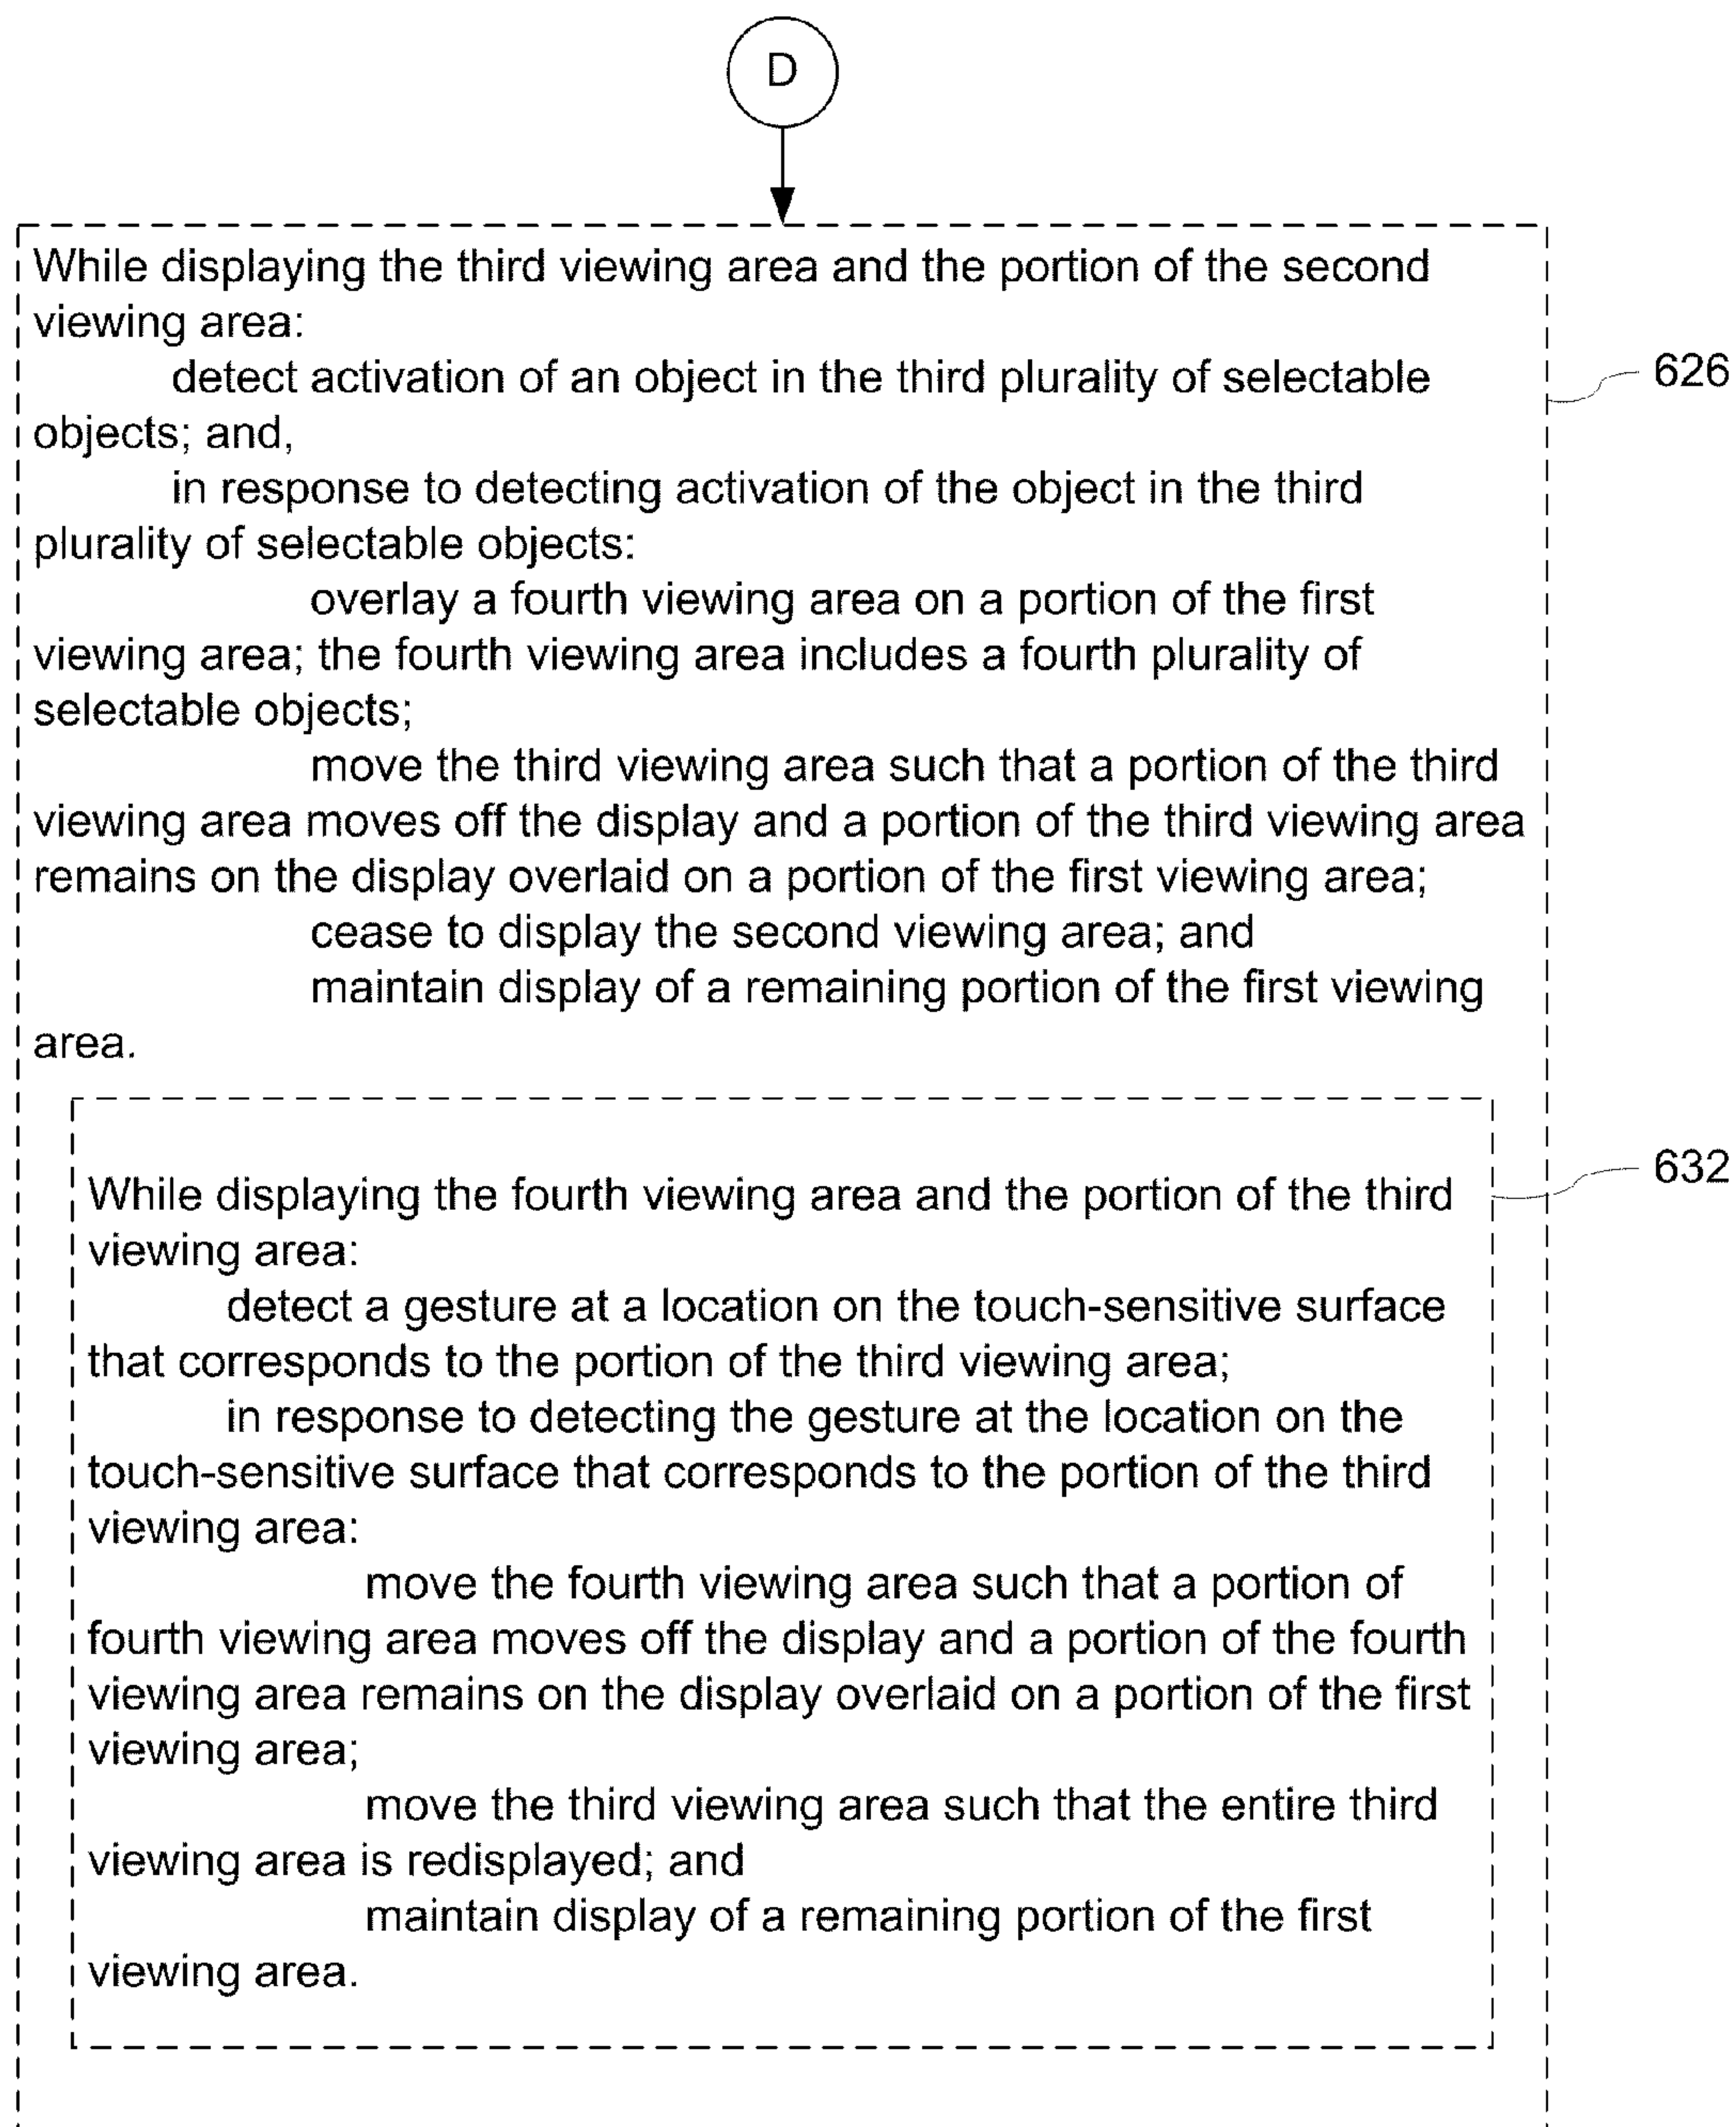 D
While displaying the third viewing area and the portion of the second
viewing area:
detect activation of an object in the third plurality of selectable
objects; and,
in response to detecting activation of the object in the third
plurality of selectable objects:
overlay a fourth viewing area on a portion of the first
viewing area; the fourth viewing area includes a fourth plurality of
selectable objects;
move the third viewing area such that a portion of the third
viewing area moves off the display and a portion of the third viewing area
remains on the display overlaid on a portion of the first viewing area;
cease to display the second viewing area; and
maintain display of a remaining portion of the first viewing
area.
626
While displaying the fourth viewing area and the portion of the third
viewing area:
detect a gesture at a location on the touch-sensitive surface
that corresponds to the portion of the third viewing area;
in response to detecting the gesture at the location on the
touch-sensitive surface that corresponds to the portion of the third
viewing area:
move the fourth viewing area such that a portion of
fourth viewing area moves off the display and a portion of the fourth
viewing area remains on the display overlaid on a portion of the first
viewing area;
move the third viewing area such that the entire third
viewing area is redisplayed; and
maintain display of a remaining portion of the first
viewing area.
632